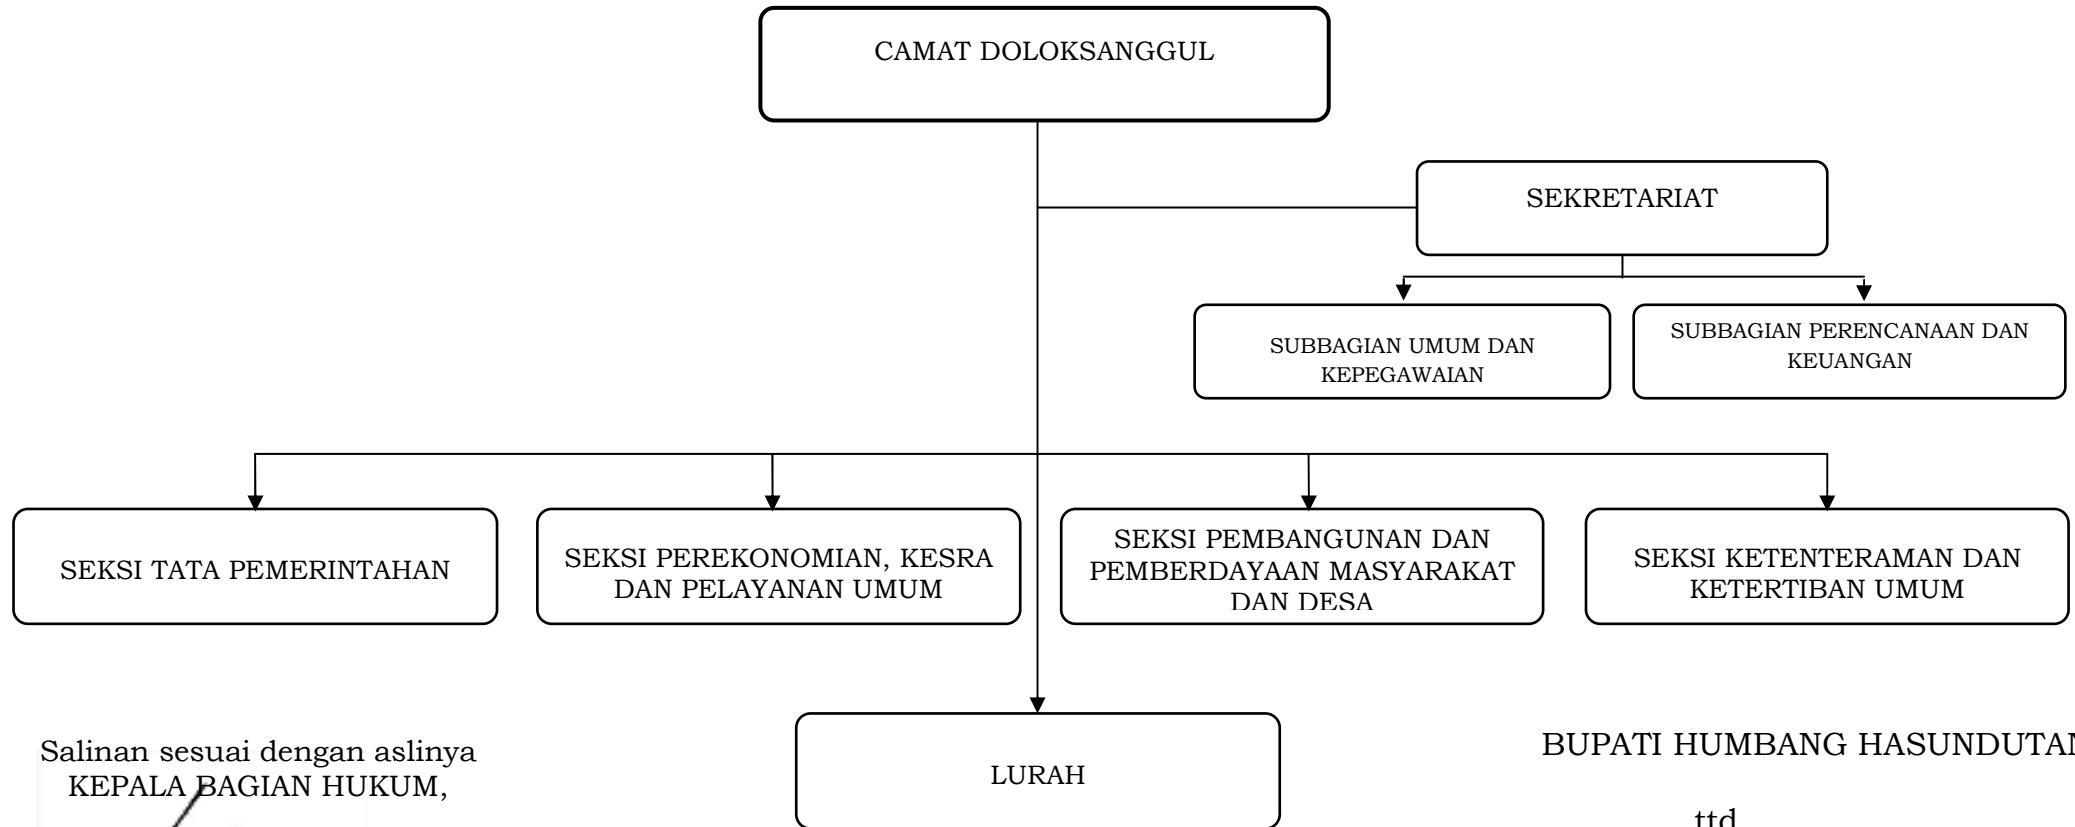 CAMAT DOLOKSANGGUL
SEKRETARIAT
SUBBAGIAN UMUM DAN
KEPEGAWAIAN
SUBBAGIAN PERENCANAAN DAN
KEUANGAN
SEKSI TATA PEMERINTAHAN
SEKSI PEREKONOMIAN, KESRA
DAN PELAYANAN UMUM
SEKSI PEMBANGUNAN DAN
PEMBERDAYAAN MASYARAKAT
DAN DESA
SEKSI KETENTERAMAN DAN
KETERTIBAN UMUM
LURAH
Salinan sesuai dengan aslinya
KEPALA BAGIAN HUKUM,
BUPATI HUMBANG HASUNDUTAN
ttd